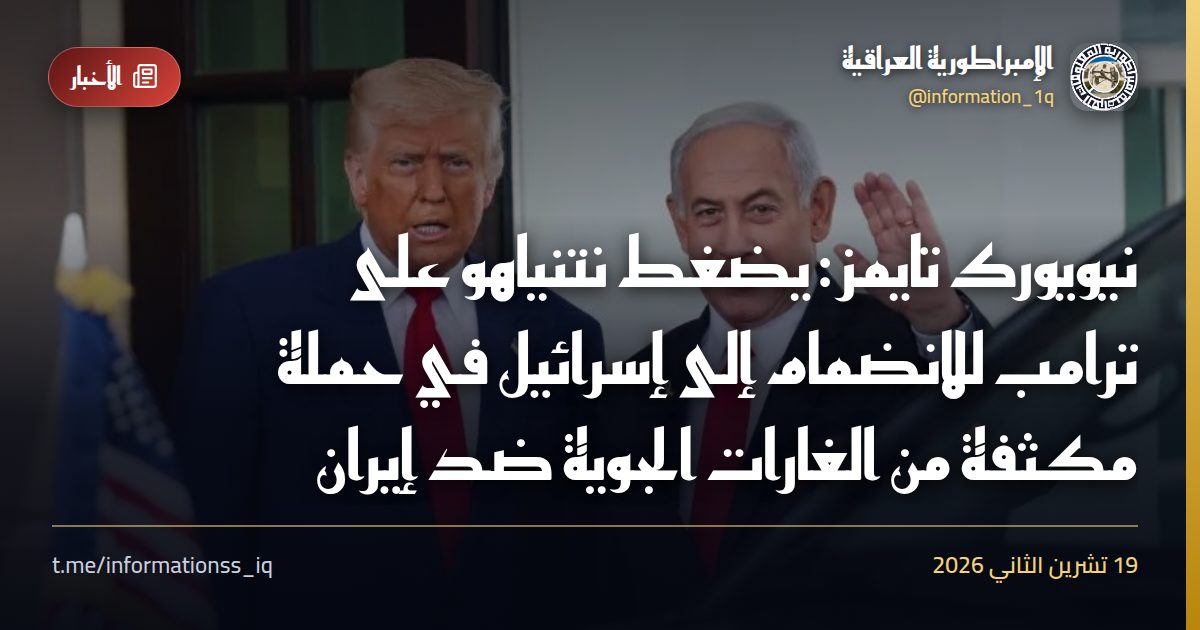 الإمبراطورية العراقية
@information_1q
الأخبار
نيويورك تايمز: يضغط نتنياهو على
ترامب للانضمام إلى إسرائيل في حملة
مكثفة من الغارات الجوية ضد إيران
19 تشرين الثاني 2026
t.me/informationss_iq